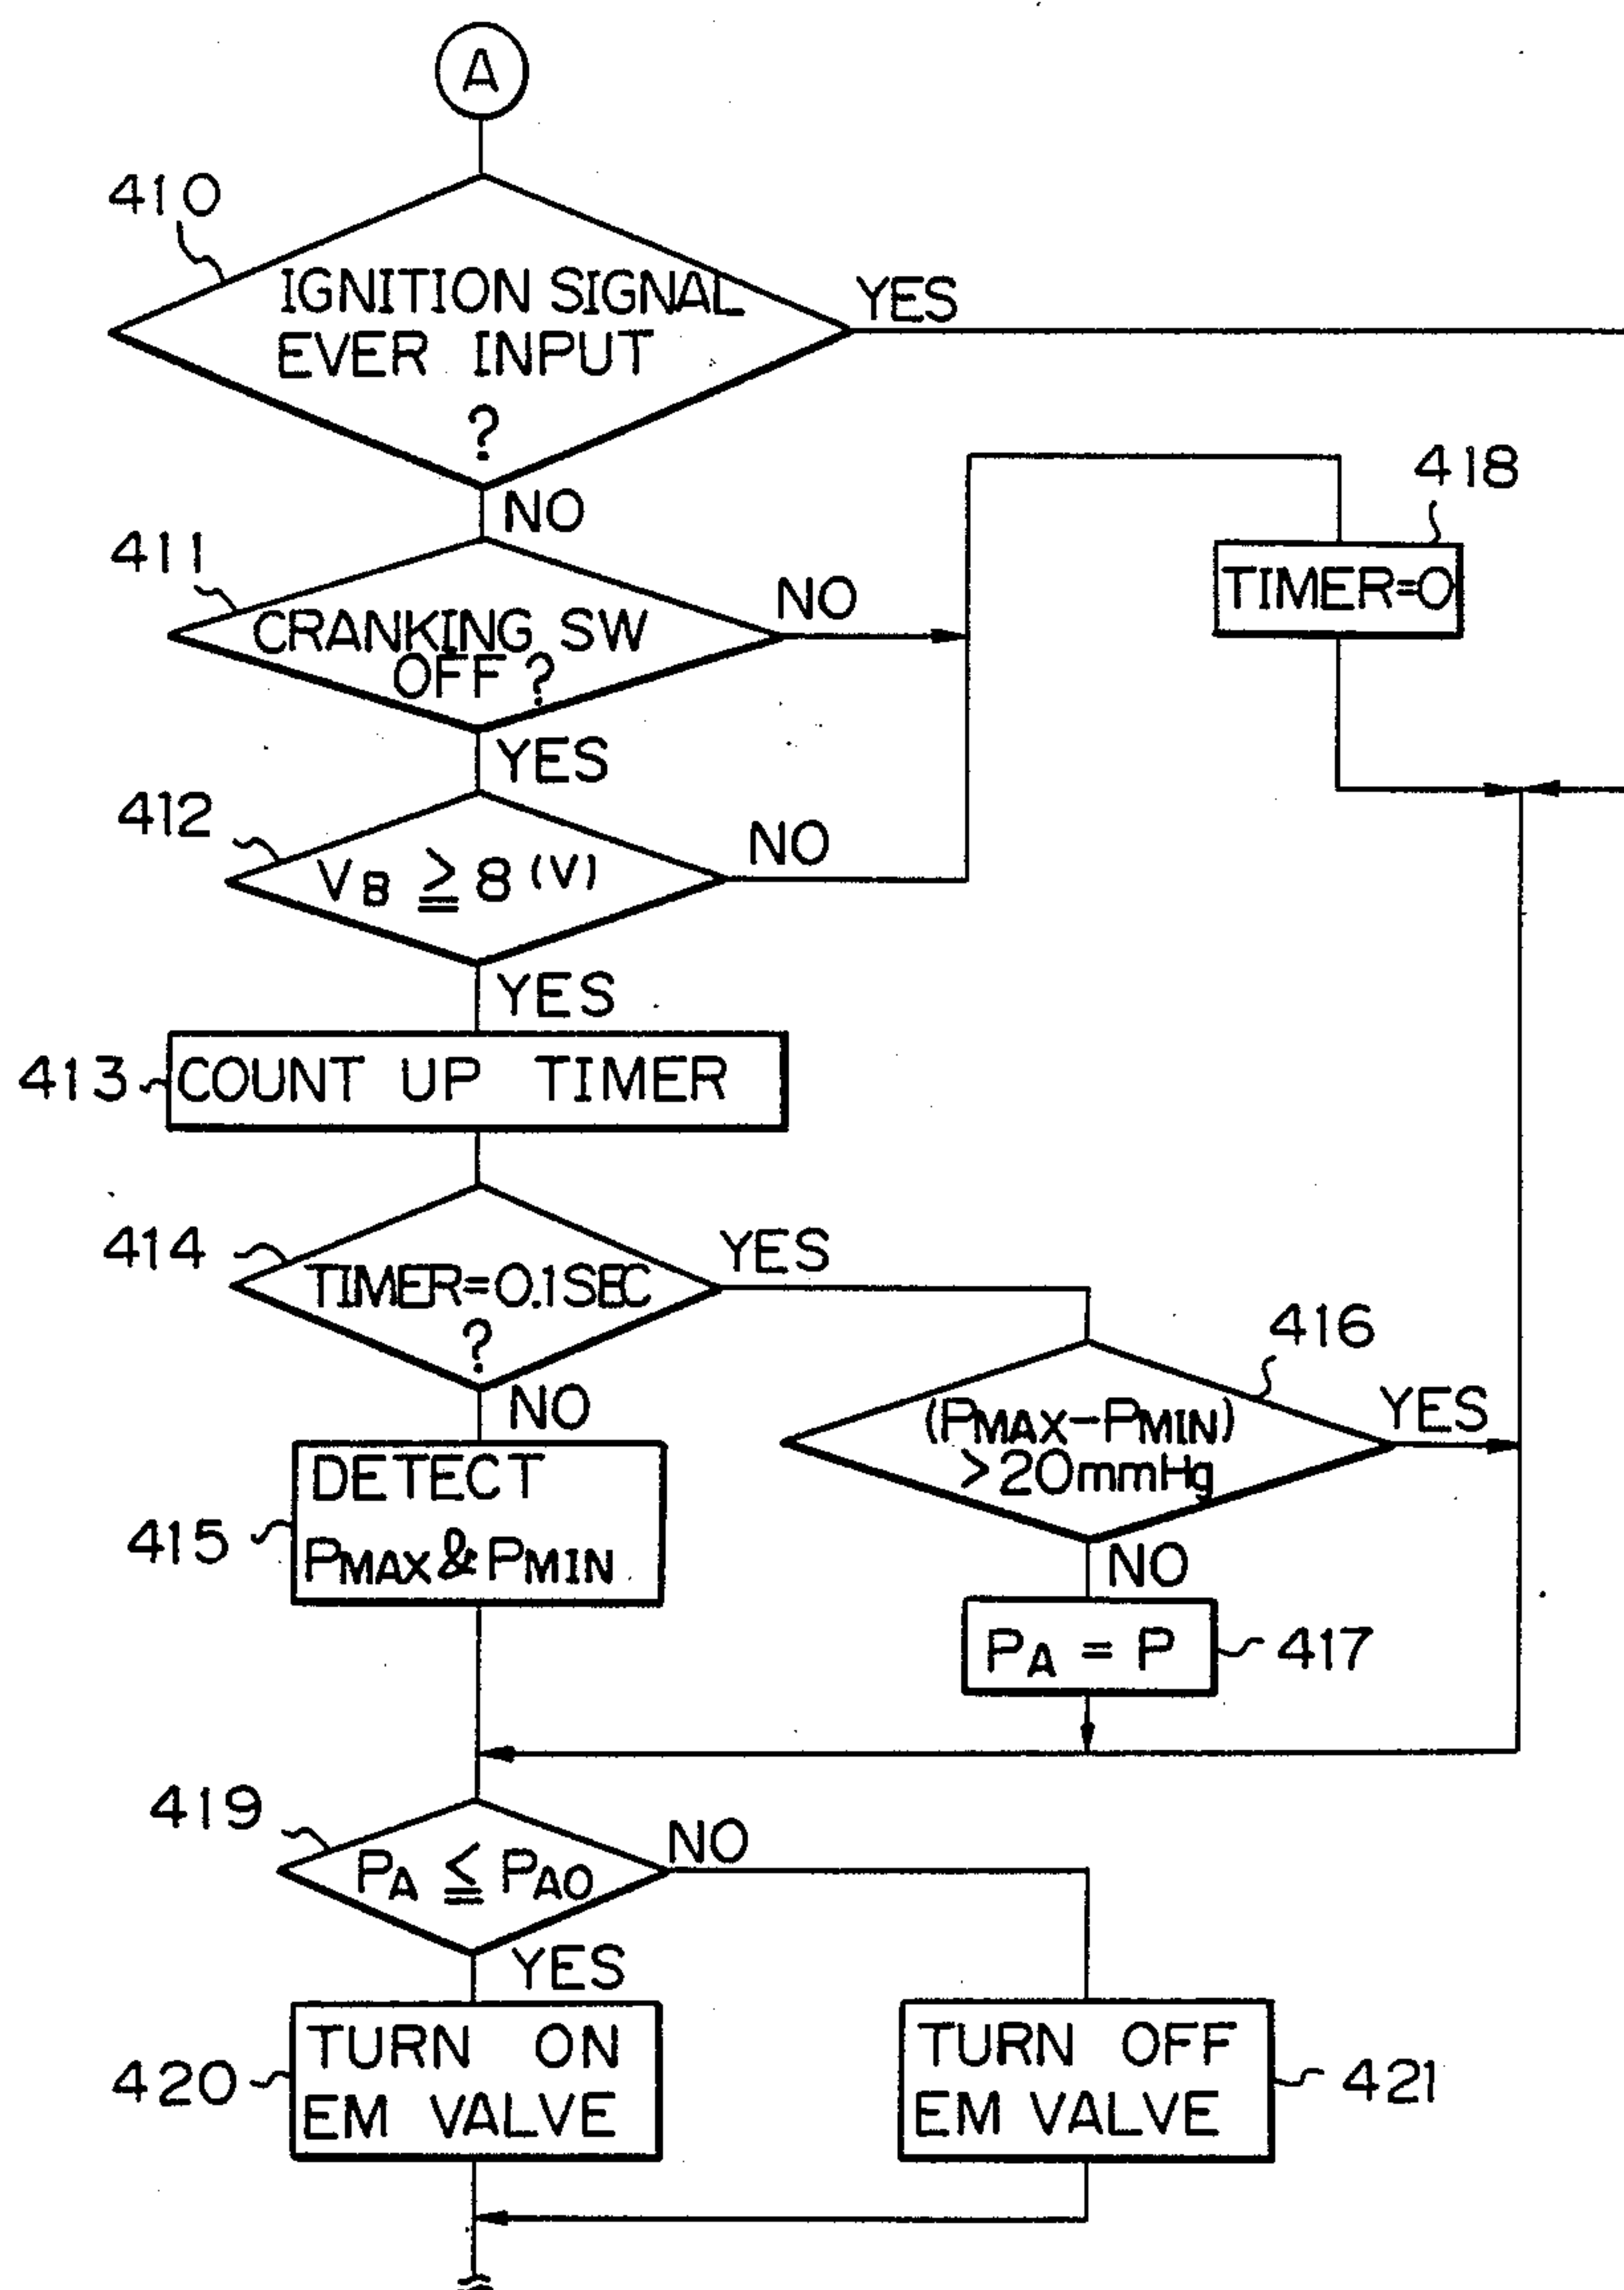 A
410
IGNITION SIGNAL
EVER INPUT
?
YES
NO
418
TIMER=0
411
CRANKING SW
OFF ?
NO
YES
412
VB ≧ 8 (V)
NO
YES
413
COUNT UP TIMER
414
TIMER=0.1SEC
?
YES
NO
416
(PMAX-PMIN)
>20mmHg
YES
NO
415
DETECT
PMAX&PMIN
PA = P
417
419
PA ≦ PAO
NO
YES
420
TURN ON
EM VALVE
TURN OFF
EM VALVE
421